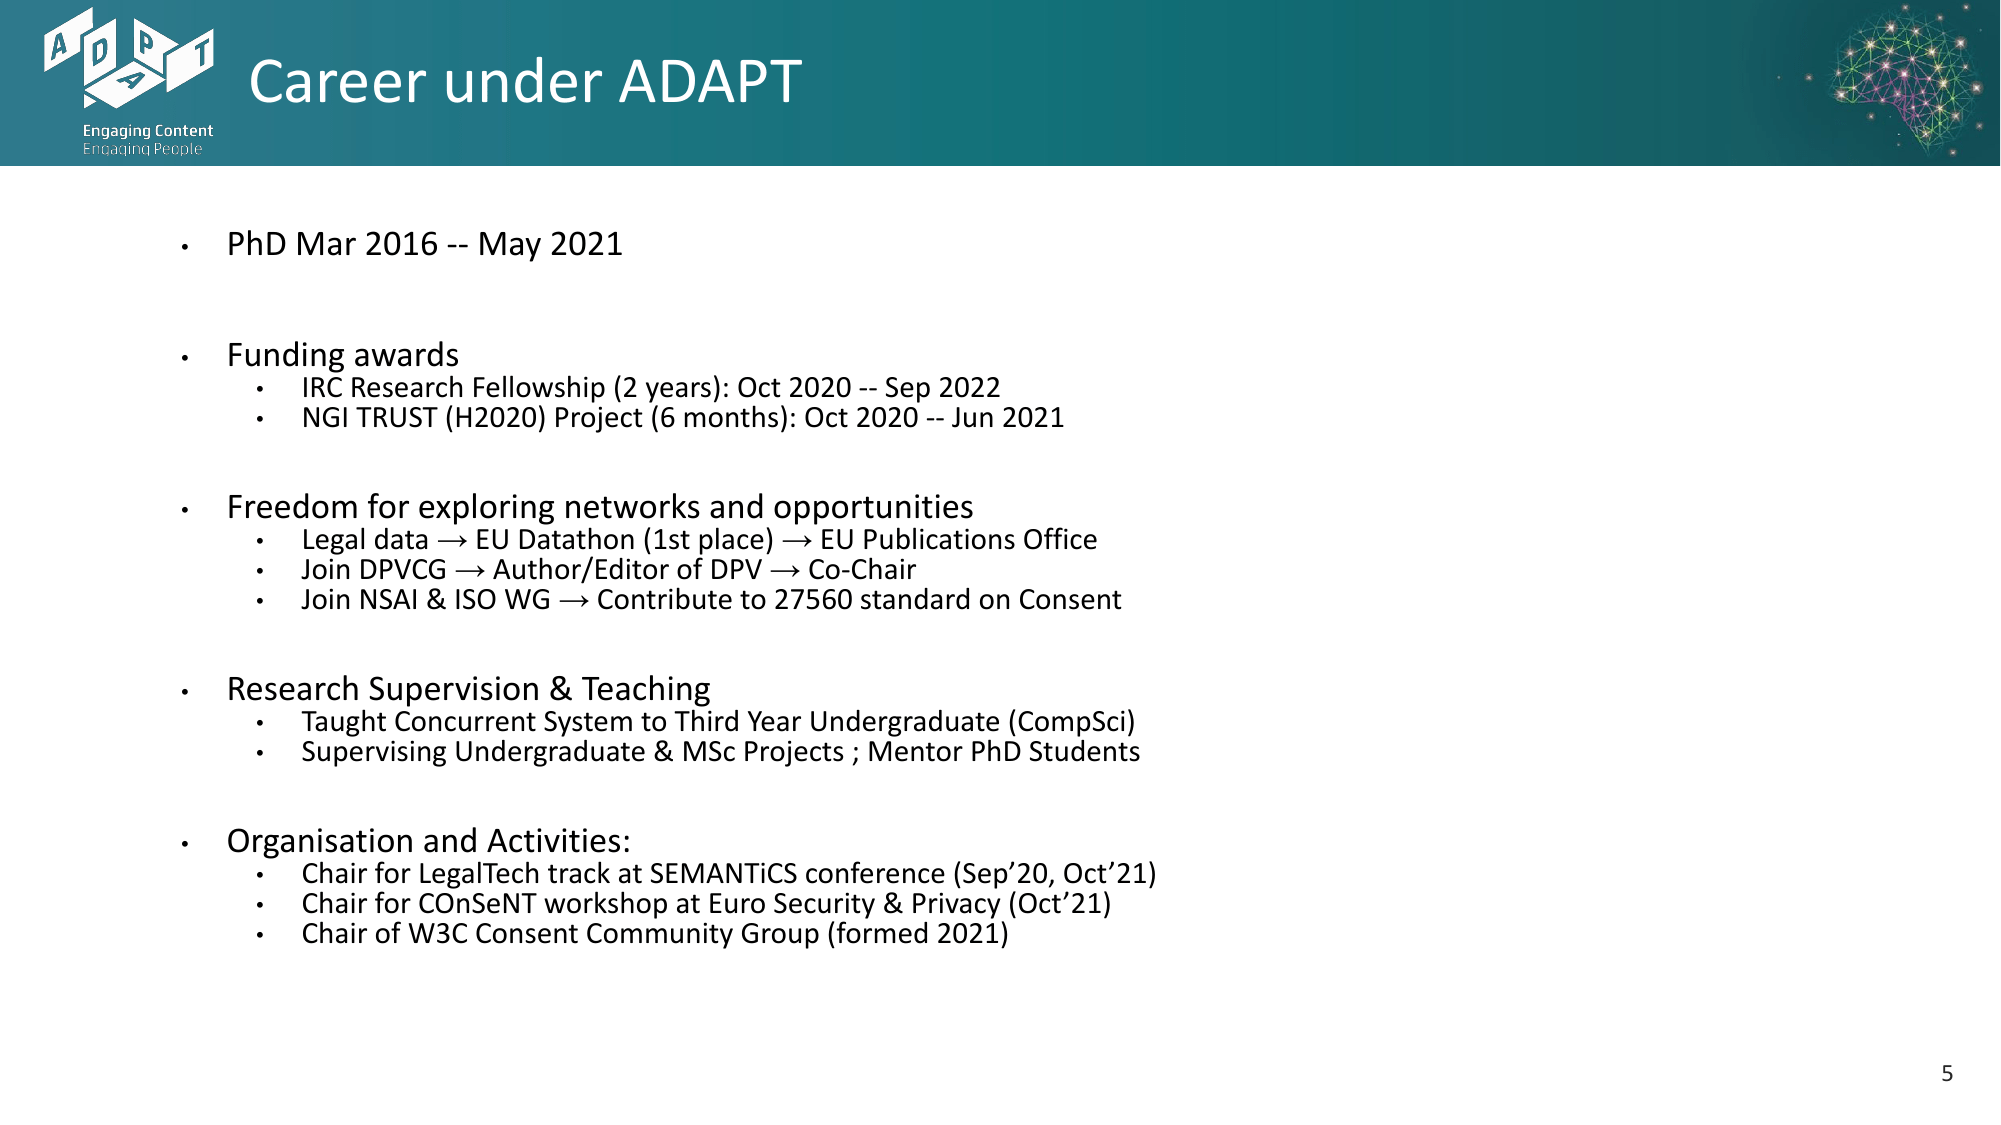 ADAPT
Engaging Content
Engaging People
Career under ADAPT
• PhD Mar 2016 -- May 2021
• Funding awards
• IRC Research Fellowship (2 years): Oct 2020 -- Sep 2022
• NGI TRUST (H2020) Project (6 months): Oct 2020 -- Jun 2021
• Freedom for exploring networks and opportunities
• Legal data → EU Datathon (1st place) → EU Publications Office
• Join DPVCG → Author/Editor of DPV → Co-Chair
• Join NSAI & ISO WG → Contribute to 27560 standard on Consent
• Research Supervision & Teaching
• Taught Concurrent System to Third Year Undergraduate (CompSci)
• Supervising Undergraduate & MSc Projects ; Mentor PhD Students
• Organisation and Activities:
• Chair for LegalTech track at SEMANTiCS conference (Sep’20, Oct’21)
• Chair for COnSeNT workshop at Euro Security & Privacy (Oct’21)
• Chair of W3C Consent Community Group (formed 2021)
5